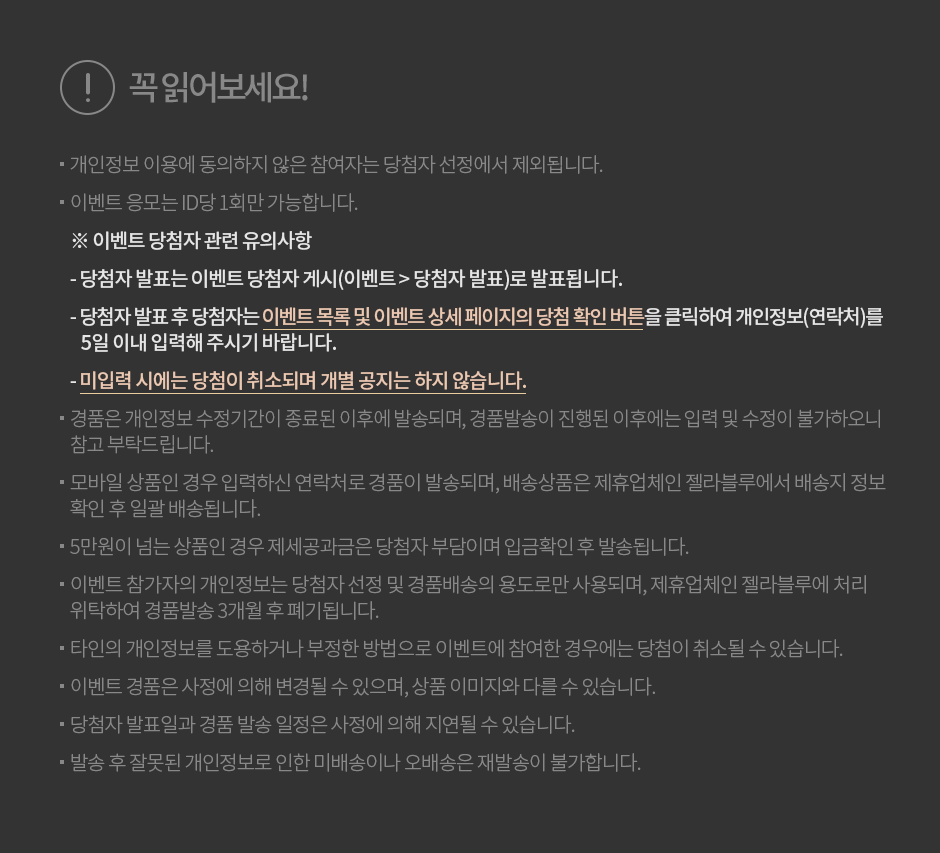 꼭 읽어보세요!
개인정보 이용에 동의하지 않은 참여자는 당첨자 선정에서 제외됩니다.
이벤트 응모는 ID당 1회만 가능합니다.
※ 이벤트 당첨자 관련 유의사항
- 당첨자 발표는 이벤트 당첨자 게시(이벤트 > 당첨자 발표)로 발표됩니다.
- 당첨자 발표 후 당첨자는 이벤트 목록 및 이벤트 상세 페이지의 당첨 확인 버튼을 클릭하여 개인정보(연락처)를
5일 이내 입력해 주시기 바랍니다.
- 미입력 시에는 당첨이 취소되며 개별 공지는 하지 않습니다.
경품은 개인정보 수정기간이 종료된 이후에 발송되며, 경품발송이 진행된 이후에는 입력 및 수정이 불가하오니
참고 부탁드립니다.
모바일 상품인 경우 입력하신 연락처로 경품이 발송되며, 배송상품은 제휴업체인 젤라블루에서 배송지 정보
확인 후 일괄 배송됩니다.
5만원이 넘는 상품인 경우 제세공과금은 당첨자 부담이며 입금확인 후 발송됩니다.
이벤트 참가자의 개인정보는 당첨자 선정 및 경품배송의 용도로만 사용되며, 제휴업체인 젤라블루에 처리
위탁하여 경품발송 3개월 후 폐기됩니다.
타인의 개인정보를 도용하거나 부정한 방법으로 이벤트에 참여한 경우에는 당첨이 취소될 수 있습니다.
이벤트 경품은 사정에 의해 변경될 수 있으며, 상품 이미지와 다를 수 있습니다.
당첨자 발표일과 경품 발송 일정은 사정에 의해 지연될 수 있습니다.
발송 후 잘못된 개인정보로 인한 미배송이나 오배송은 재발송이 불가합니다.